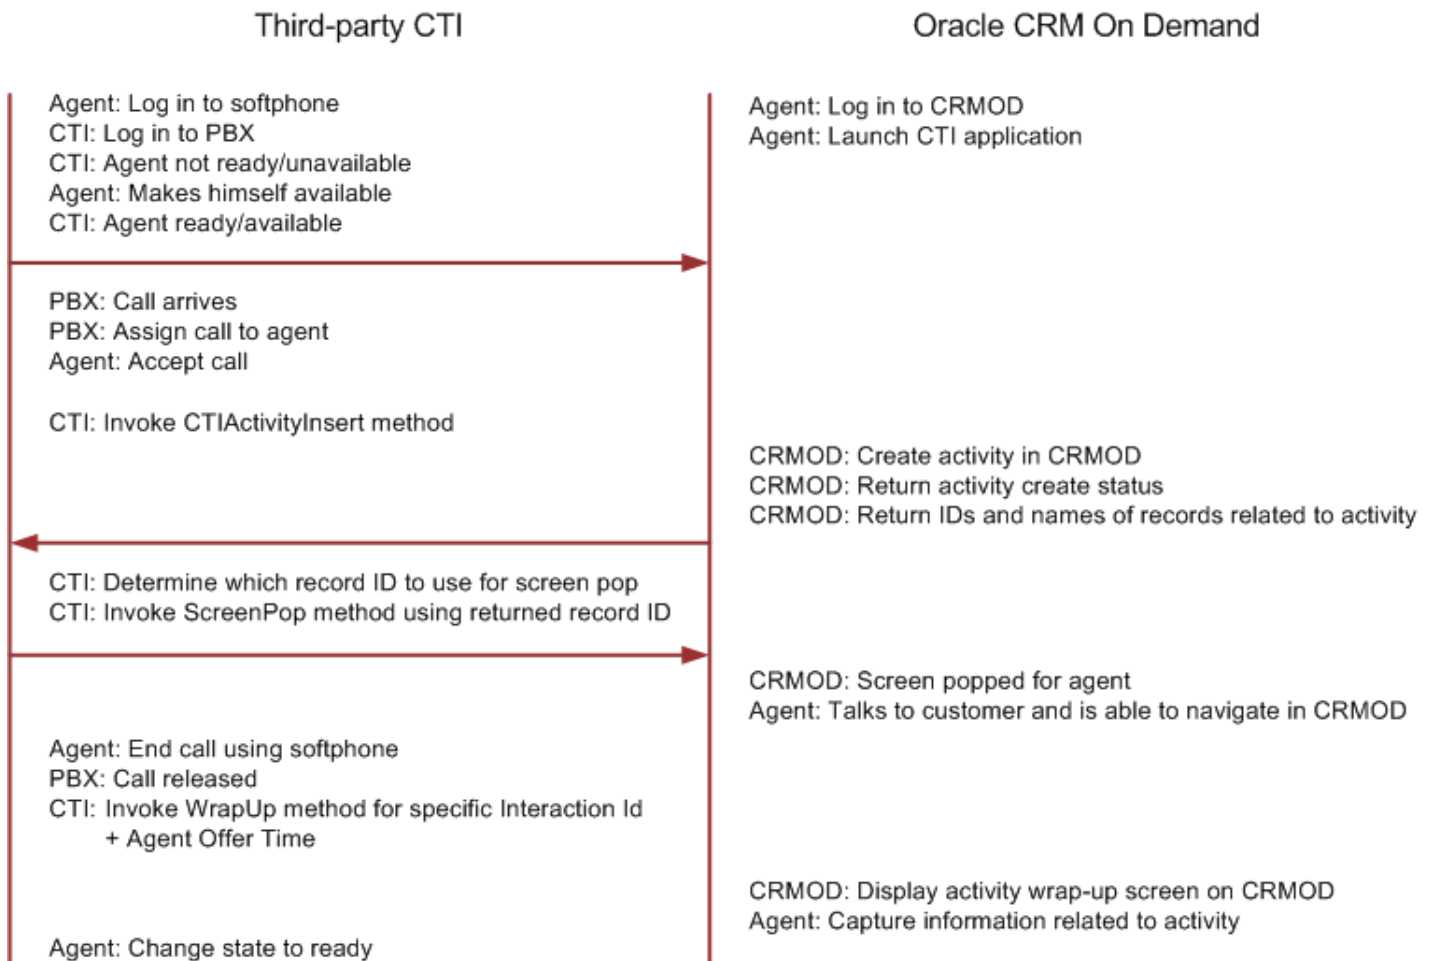 Third-party CTI
Oracle CRM On Demand
Agent: Log in to softphone
CTI: Log in to PBX
CTI: Agent not ready/unavailable
Agent: Makes himself available
CTI: Agent ready/available
Agent: Log in to CRMOD
Agent: Launch CTI application
PBX: Call arrives
PBX: Assign call to agent
Agent: Accept call
CTI: Invoke CTIActivityInsert method
CRMOD: Create activity in CRMOD
CRMOD: Return activity create status
CRMOD: Return IDs and names of records related to activity
CTI: Determine which record ID to use for screen pop
CTI: Invoke ScreenPop method using returned record ID
CRMOD: Screen popped for agent
Agent: Talks to customer and is able to navigate in CRMOD
Agent: End call using softphone
PBX: Call released
CTI: Invoke WrapUp method for specific Interaction Id
+ Agent Offer Time
CRMOD: Display activity wrap-up screen on CRMOD
Agent: Capture information related to activity
Agent: Change state to ready